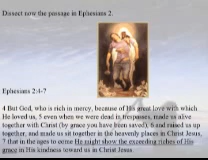 Dissect now the passage in Ephesians 2.
Ephesians 2:4-7
4 But God, who is rich in mercy, because of His great love with which
He loved us, 5 even when we were dead in trespasses, made us alive
together with Christ (by grace you have been saved), 6 and raised us up
together, and made us sit together in the heavenly places in Christ Jesus,
7 that in the ages to come He might show the exceeding riches of His
grace in His kindness toward us in Christ Jesus.